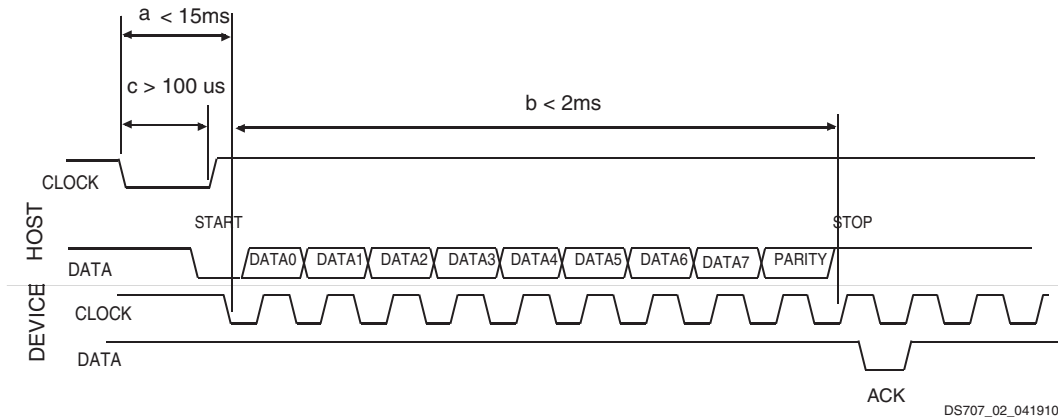 a < 15ms
c > 100 us
b < 2ms
CLOCK
START
STOP
HOST
DATA0 DATA1 DATA2 DATA3 DATA4 DATA5 DATA6 DATA7 PARITY
DATA
DEVICE
CLOCK
DATA
ACK
DS707_02_041910